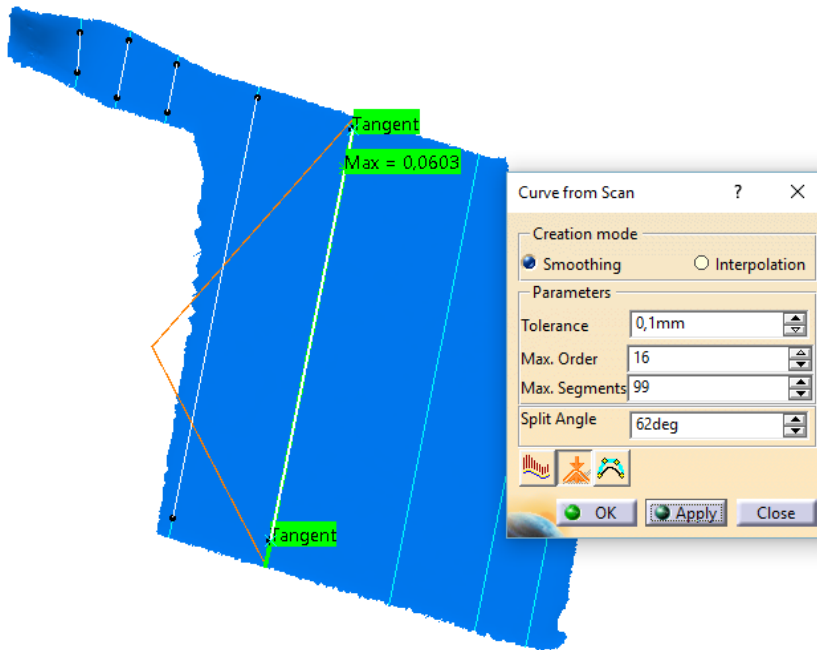 Tangent
Max = 0,0603
Tangent
Curve from Scan ? ×
Creation mode
Smoothing
Interpolation
Parameters
Tolerance 0,1mm
Max. Order 16
Max. Segments 99
Split Angle 62deg
OK Apply Close